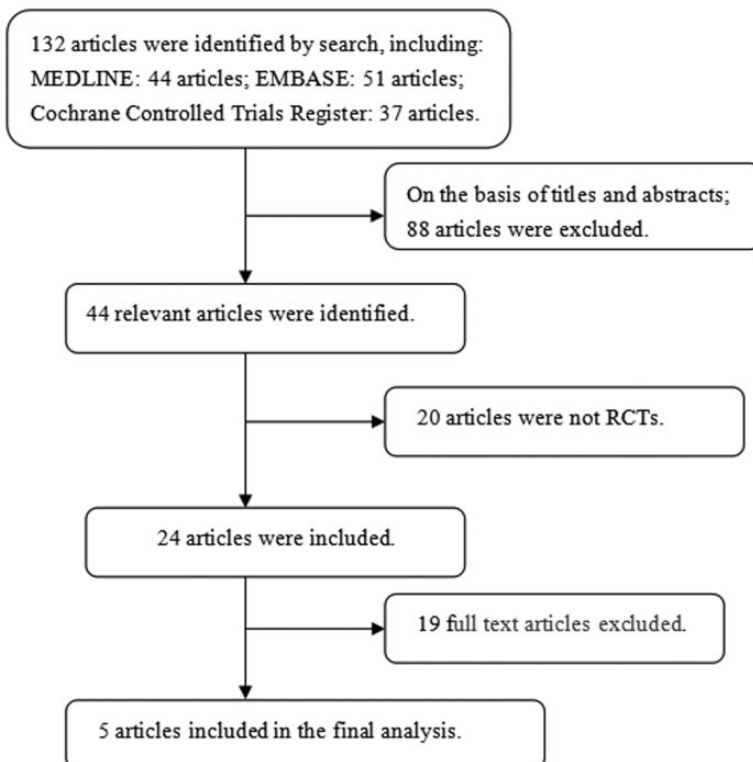 132 articles were identified by search, including:
MEDLINE: 44 articles; EMBASE: 51 articles;
Cochrane Controlled Trials Register: 37 articles.
On the basis of titles and abstracts;
88 articles were excluded.
44 relevant articles were identified.
20 articles were not RCTs.
24 articles were included.
19 full text articles excluded.
5 articles included in the final analysis.